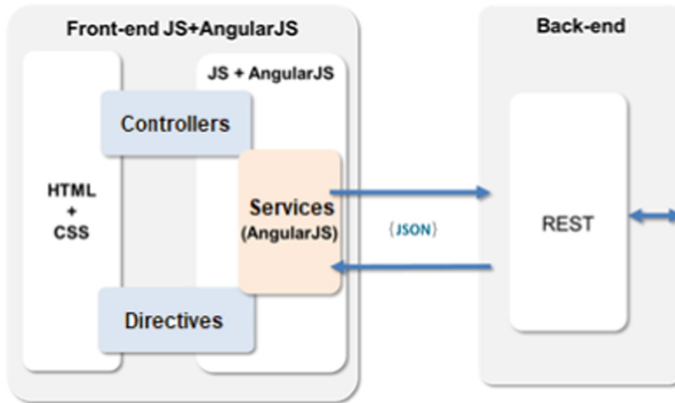 Front-end JS+AngularJS
JS + AngularJS
Controllers
HTML
+
CSS
Services
(AngularJS)
Directives
{JSON}
Back-end
REST